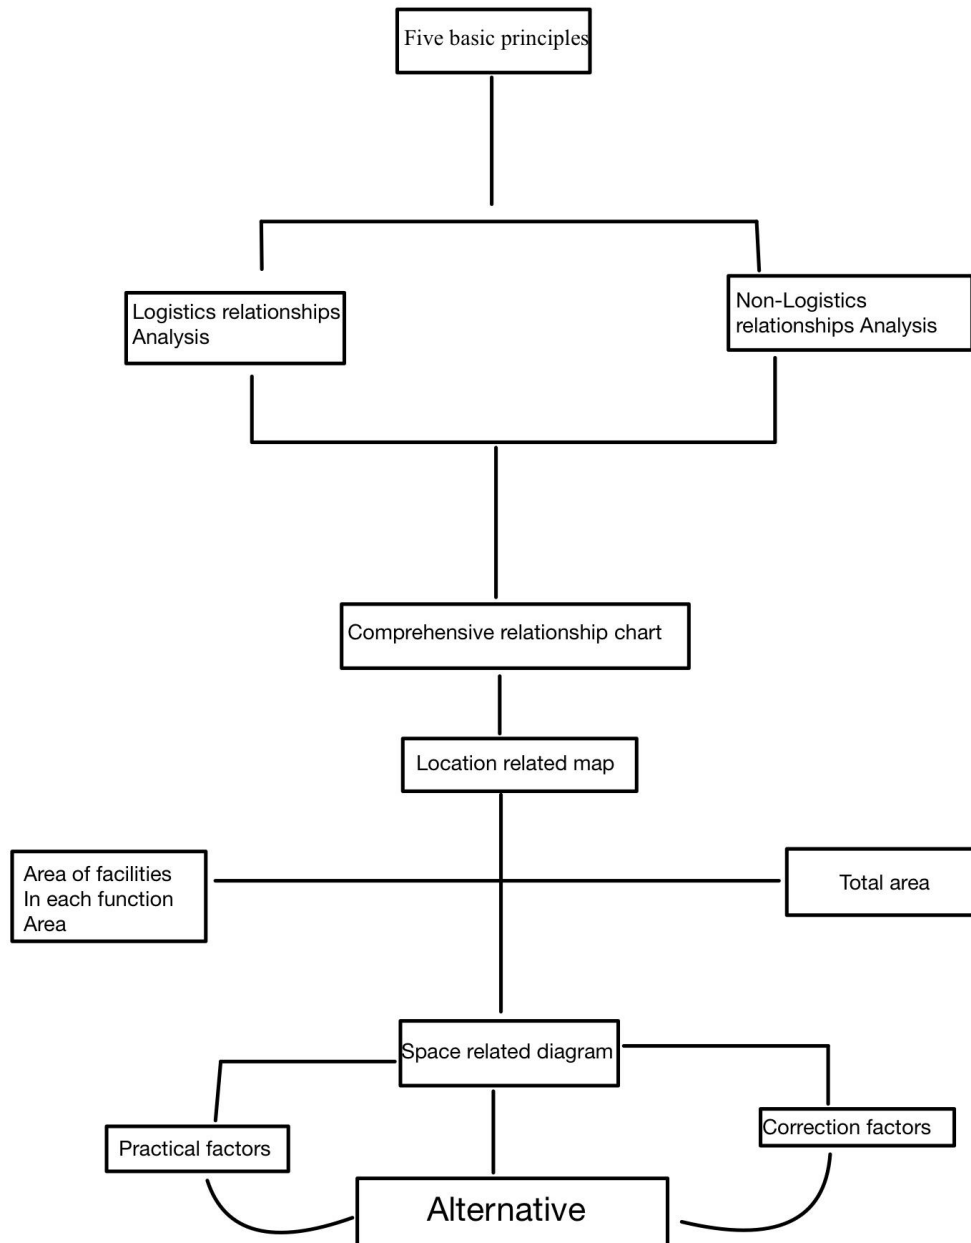 Five basic principles
Logistics relationships
Analysis
Non-Logistics
relationships Analysis
Comprehensive relationship chart
Location related map
Area of facilities
In each function
Area
Total area
Space related diagram
Practical factors
Correction factors
Alternative